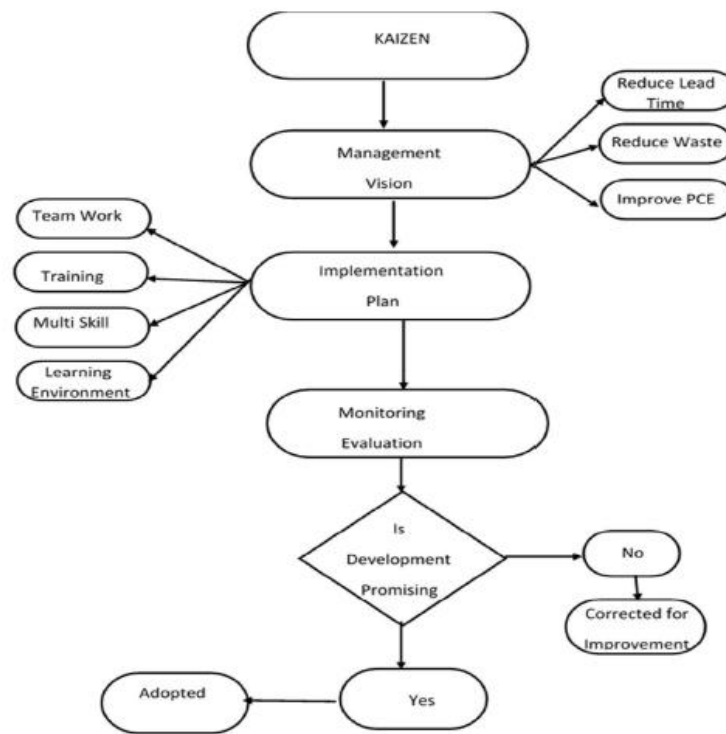 KAIZEN
Reduce Lead
Time
Management
Vision
Reduce Waste
Improve PCE
Team Work
Training
Multi Skill
Learning
Environment
Implementation
Plan
Monitoring
Evaluation
Is
Development
Promising
No
Corrected for
Improvement
Yes
Adopted